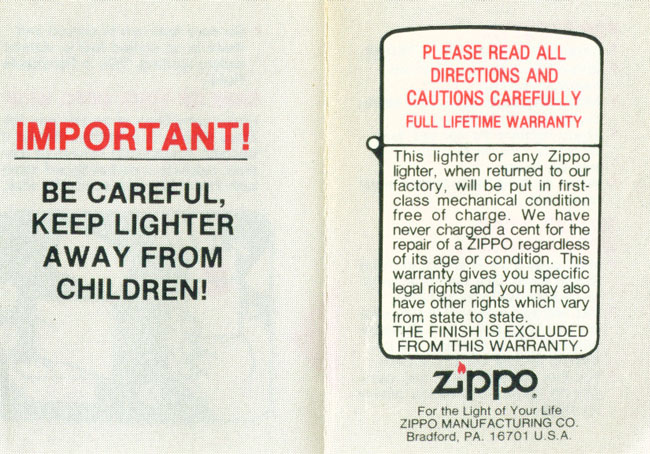 IMPORTANT!
BE CAREFUL,
KEEP LIGHTER
AWAY FROM
CHILDREN!
PLEASE READ ALL
DIRECTIONS AND
CAUTIONS CAREFULLY
FULL LIFETIME WARRANTY
This lighter or any Zippo
lighter, when returned to our
factory, will be put in first-
class mechanical condition
free of charge. We have
never charged a cent for the
repair of a ZIPPO regardless
of its age or condition. This
warranty gives you specific
legal rights and you may also
have other rights which vary
from state to state.
THE FINISH IS EXCLUDED
FROM THIS WARRANTY.
zippo®
For the Light of Your Life
ZIPPO MANUFACTURING CO.
Bradford, PA. 16701 U.S.A.